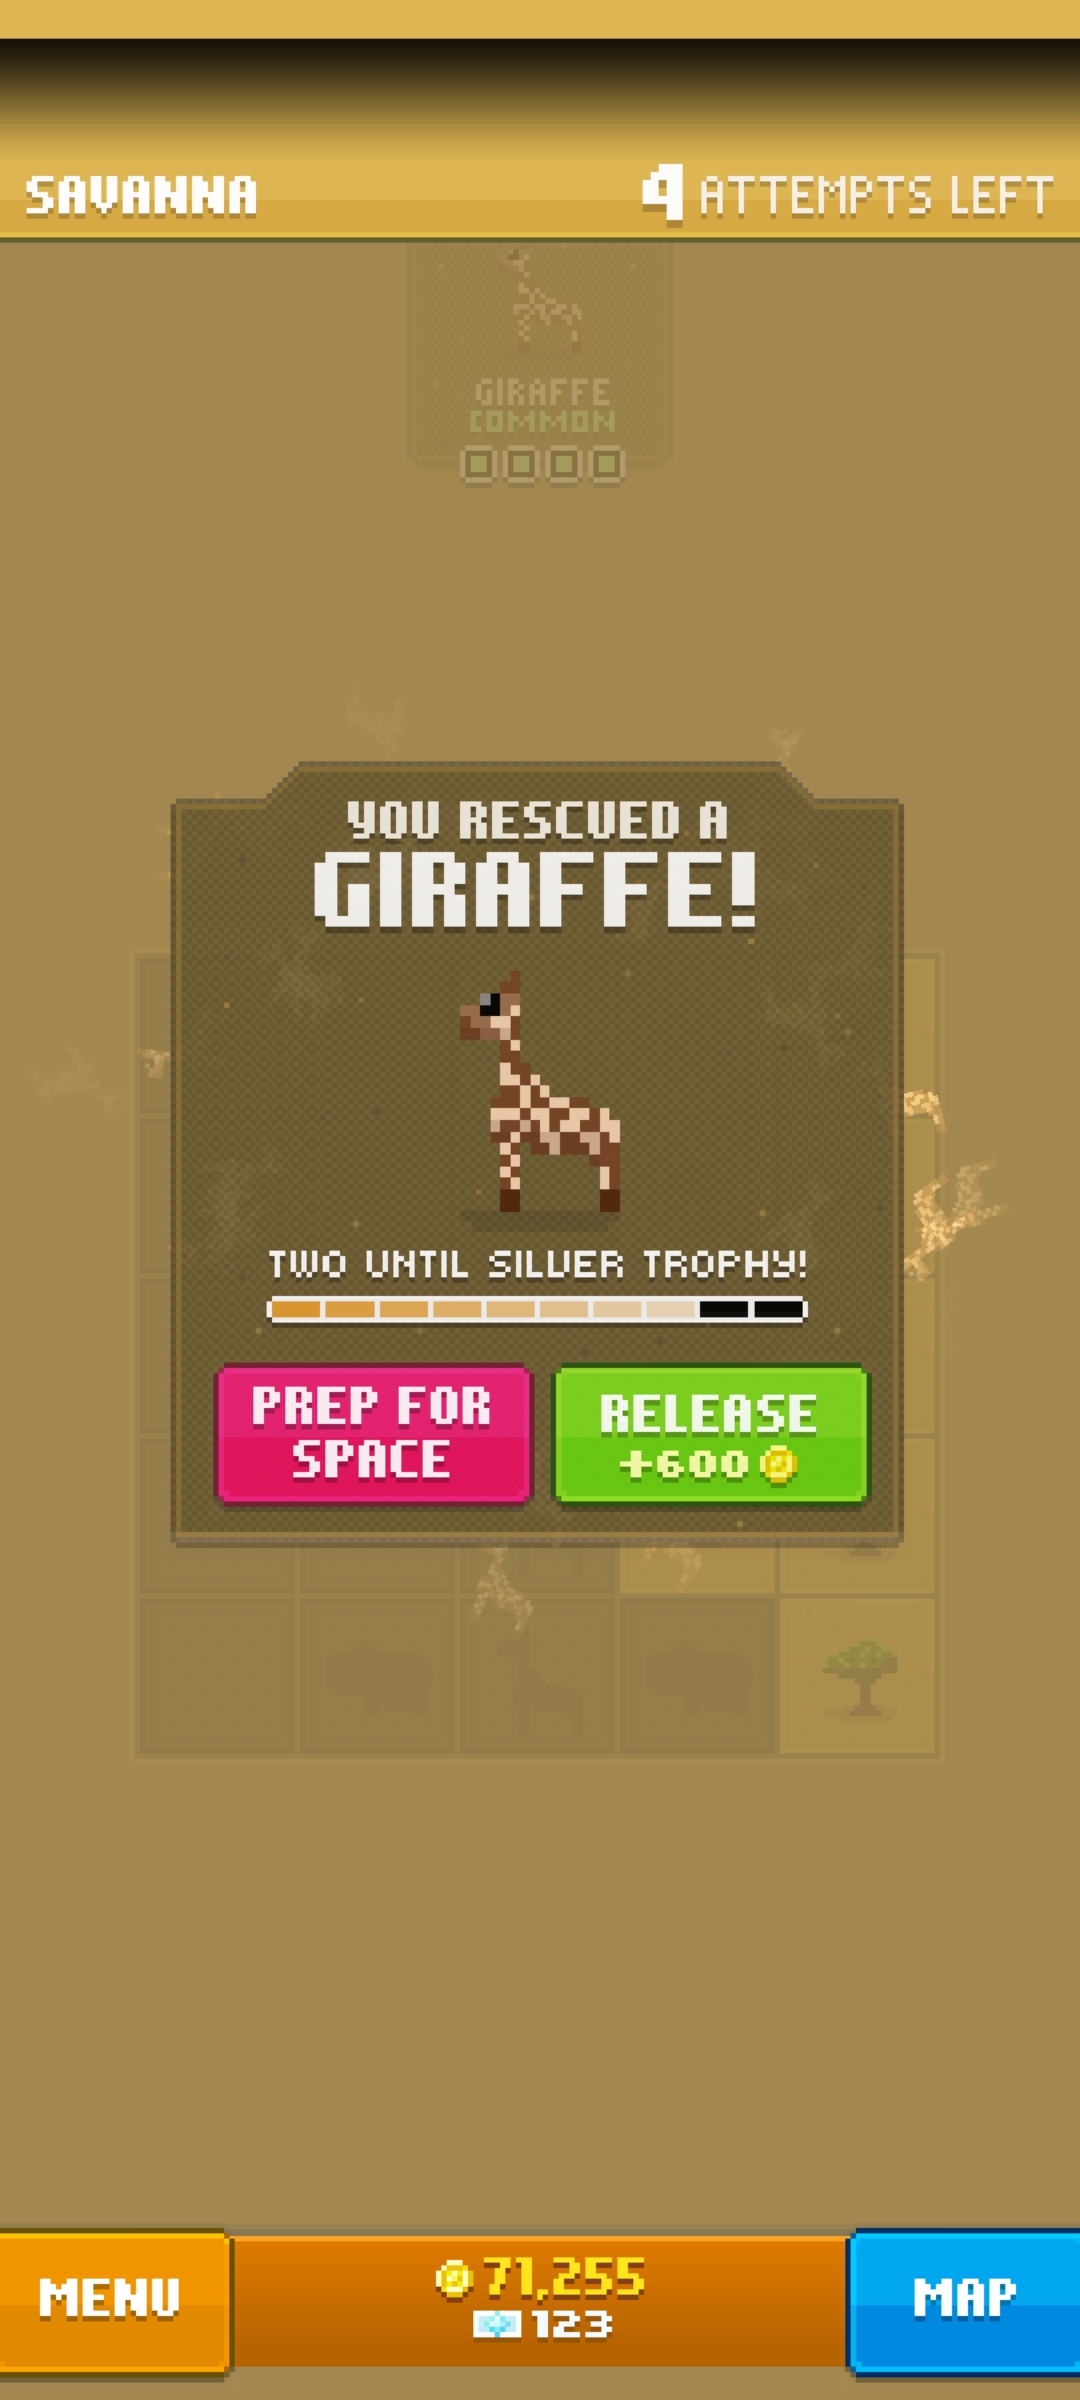 SAVANNA
4 ATTEMPTS LEFT
GIRAFFE
COMMON
YOU RESCUED A
GIRAFFE!
TWO UNTIL SILVER TROPHY!
PREP FOR
SPACE
RELEASE
+600
MENU
71,255
123
MAP